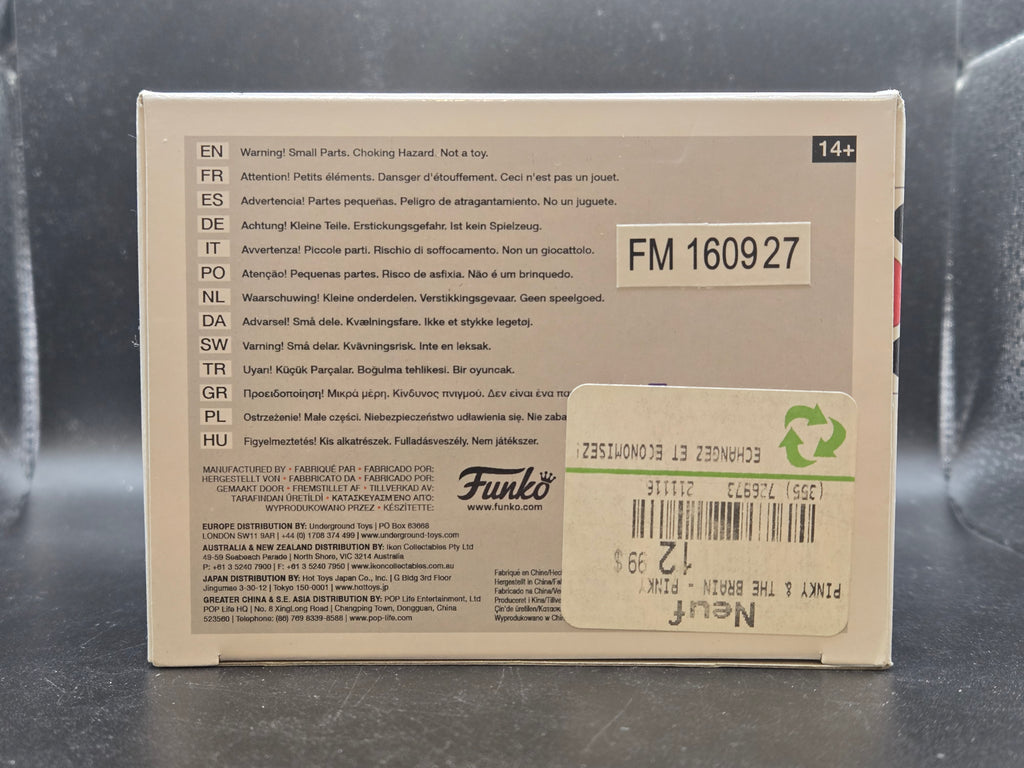 14+
EN Warning! Small Parts. Choking Hazard. Not a toy.
FR Attention! Petits éléments. Dansger d'étouffement. Ceci n'est pas un jouet.
ES Advertencia! Partes pequeñas. Peligro de atragantamiento. No un juguete.
DE Achtung! Kleine Teile. Erstickungsgefahr. Ist kein Spielzeug.
IT Avvertenza! Piccole parti. Rischio di soffocamento. Non un giocattolo.
PO Atenção! Pequenas partes. Risco de asfixia. Não é um brinquedo.
NL Waarschuwing! Kleine onderdelen. Verstikkingsgevaar. Geen speelgoed.
DA Advarsel! Små dele. Kvælningsfare. Ikke et stykke legetøj.
SW Varning! Små delar. Kvävningsrisk. Inte en leksak.
TR Uyarı! Küçük Parçalar. Boğulma tehlikesi. Bir oyuncak.
GR Προειδοποίηση! Μικρά μέρη. Κίνδυνος πνιγμού. Δεν είναι ένα πα
PL Ostrzeżenie! Małe części. Niebezpieczeństwo udławienia się. Nie zaba
HU Figyelmeztetés! Kis alkatrészek. Fulladásveszély. Nem játékszer.
FM 160927
MANUFACTURED BY • FABRIQUÉ PAR • FABRICADO POR:
HERGESTELLT VON • FABBRICATO DA • FABRICADO POR:
GEMAAKT DOOR • FREMSTILLET AF • TILLVERKAD AV:
TARAFINDAN ÜRETİLDİ • ΚΑΤΑΣΚΕΥΑΣΜΕΝΟ ΑΠΟ:
WYPRODUKOWANO PRZEZ • KÉSZÍTETTE:
Funko
www.funko.com
EUROPE DISTRIBUTION BY: Underground Toys | PO Box 63668
LONDON SW11 9AR | +44 (0) 1708 374 499 | www.underground-toys.com
AUSTRALIA & NEW ZEALAND DISTRIBUTION BY: Ikon Collectables Pty Ltd
49-59 Seabeach Parade | North Shore, VIC 3214 Australia
P: +61 3 5240 7900 | F: +61 3 5240 7950 | www.ikoncollectables.com.au
JAPAN DISTRIBUTION BY: Hot Toys Japan Co., Inc. | G Bldg 3rd Floor
Jingumae 3-30-12 | Tokyo 150-0001 | www.hottoys.jp
GREATER CHINA & S.E. ASIA DISTRIBUTION BY: POP Life Entertainment, Ltd
POP Life HQ | No. 8 XingLong Road | Changping Town, Dongguan, China
523560 | Telephone: (86) 769 8339-8588 | www.pop-life.com
Fabriqué en Chine/Hec
Hergestellt in China/Fal
Fabricado na China/Ve
Produceret i Kina/Tillve
Çin'de üretilen/Κατασκ
Wyprodukowano w Chin
Neuf
PINKY & THE BRAIN - PINKY
12.99 $
(355) 726973 211116
ECHANGEZ ET ECONOMISEZ!